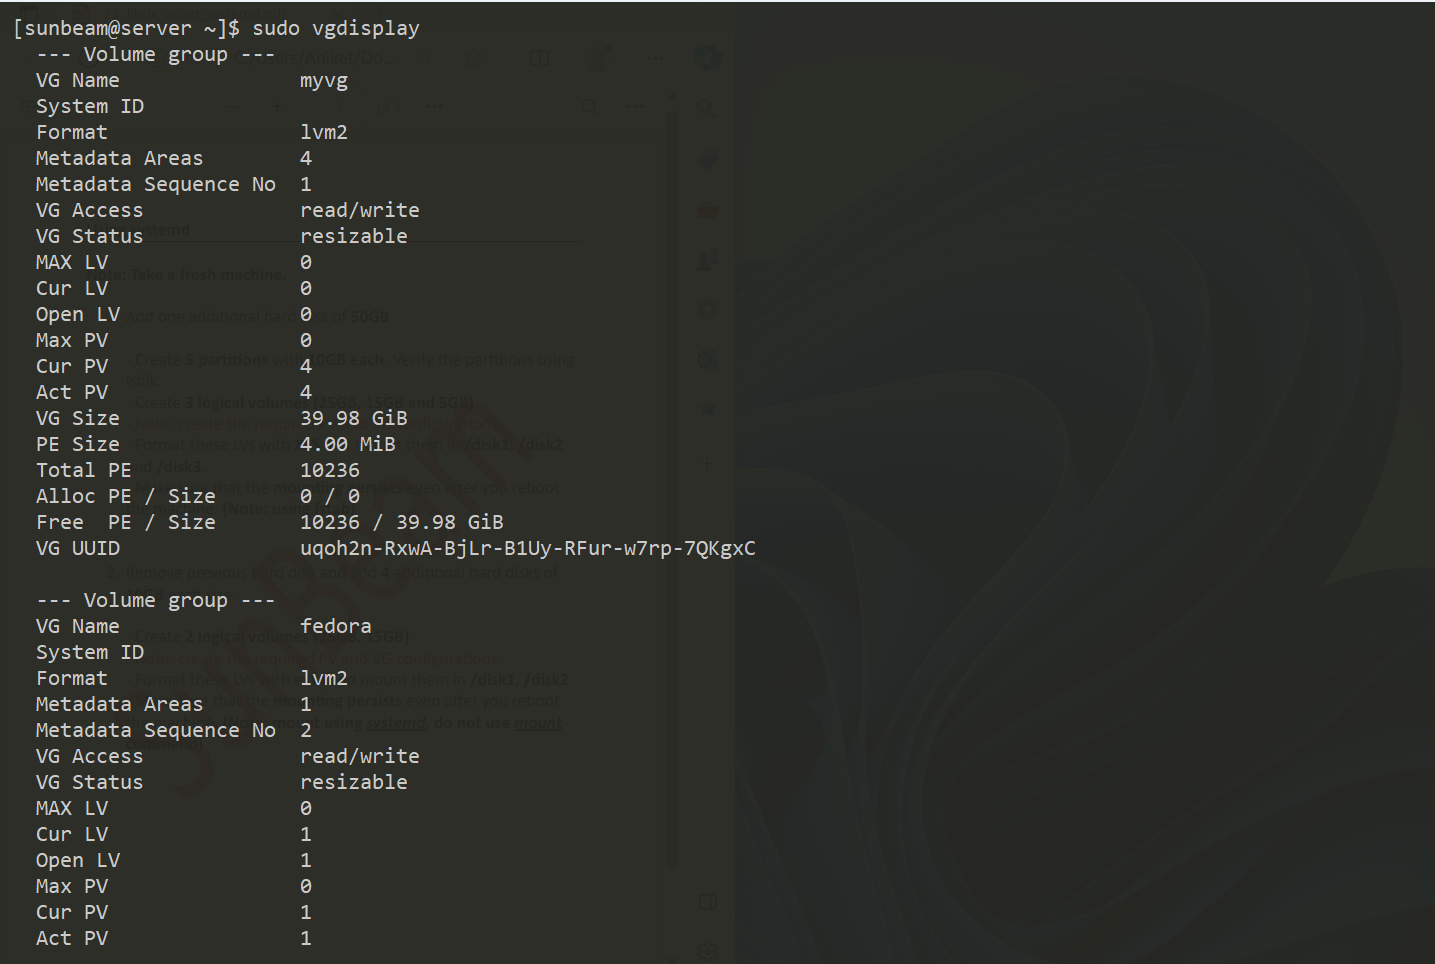 [sunbeam@server ~]$ sudo vgdisplay
--- Volume group ---
VG Name myvg
System ID
Format lvm2
Metadata Areas 4
Metadata Sequence No 1
VG Access read/write
VG Status resizable
MAX LV 0
Cur LV 0
Open LV 0
Max PV 0
Cur PV 4
Act PV 4
VG Size 39.98 GiB
PE Size 4.00 MiB
Total PE 10236
Alloc PE / Size 0 / 0
Free PE / Size 10236 / 39.98 GiB
VG UUID uqoh2n-RxwA-BjLr-B1Uy-RFur-w7rp-7QKgxC
--- Volume group ---
VG Name fedora
System ID
Format lvm2
Metadata Areas 1
Metadata Sequence No 2
VG Access read/write
VG Status resizable
MAX LV 0
Cur LV 1
Open LV 1
Max PV 0
Cur PV 1
Act PV 1